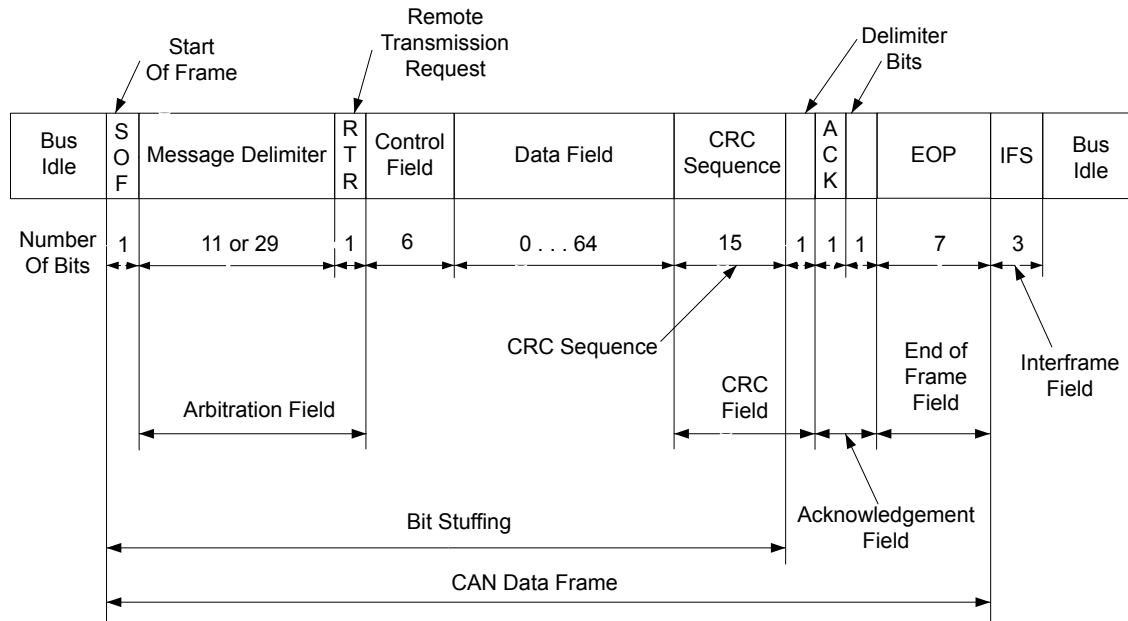 Start
Of Frame
Remote
Transmission
Request
Delimiter
Bits
Bus
Idle
S
O
F
Message Delimiter
R
T
R
Control
Field
Data Field
CRC
Sequence
A
C
K
EOP
IFS
Bus
Idle
Number
Of Bits
1
11 or 29
1
6
0 . . . 64
15
1
1
1
7
3
CRC Sequence
End of
Frame
Field
Interframe
Field
Arbitration Field
CRC
Field
Bit Stuffing
Acknowledgement
Field
CAN Data Frame